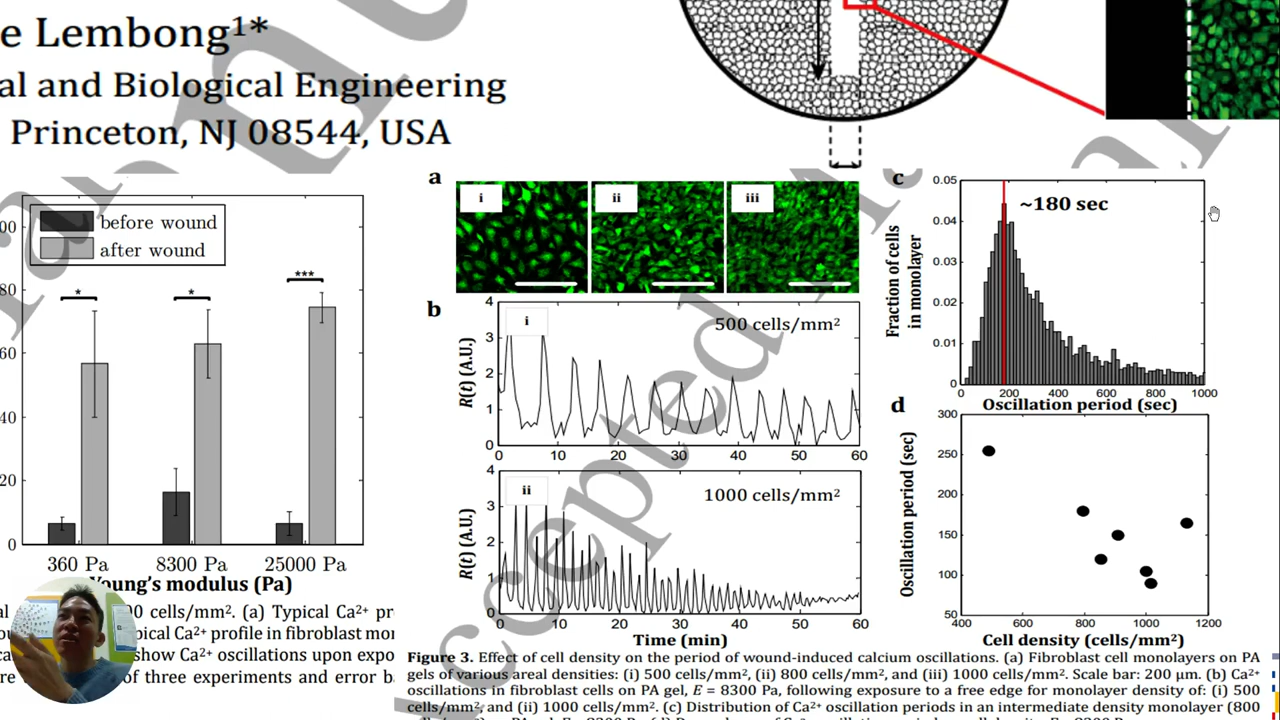 e Lembong¹*
al and Biological Engineering
Princeton, NJ 08544, USA
before wound
after wound
*
*
***
00
80
60
40
20
0
360 Pa
8300 Pa
25000 Pa
Young's modulus (Pa)
00 cells/mm². (a) Typical Ca²⁺
pical Ca²⁺ profile in fibroblast
show Ca²⁺ oscillations upon
of three experiments and error
a
i
ii
iii
b
i
500 cells/mm²
R(t) (A.U.)
4
3
2
1
0
0 10 20 30 40 50 60
ii
1000 cells/mm²
R(t) (A.U.)
4
3
2
1
0
0 10 20 30 40 50 60
Time (min)
c
~180 sec
Fraction of cells
in monolayer
0.05
0.04
0.03
0.02
0.01
0
0 200 400 600 800 1000
Oscillation period (sec)
d
Oscillation period (sec)
300
250
200
150
100
50
400 600 800 1000 1200
Cell density (cells/mm²)
Figure 3. Effect of cell density on the period of wound-induced calcium oscillations. (a) Fibroblast cell monolayers on PA
gels of various areal densities: (i) 500 cells/mm², (ii) 800 cells/mm², and (iii) 1000 cells/mm². Scale bar: 200 μm. (b) Ca²⁺
oscillations in fibroblast cells on PA gel, E = 8300 Pa, following exposure to a free edge for monolayer density of: (i) 500
cells/mm², and (ii) 1000 cells/mm². (c) Distribution of Ca²⁺ oscillation periods in an intermediate density monolayer (800
Accepted